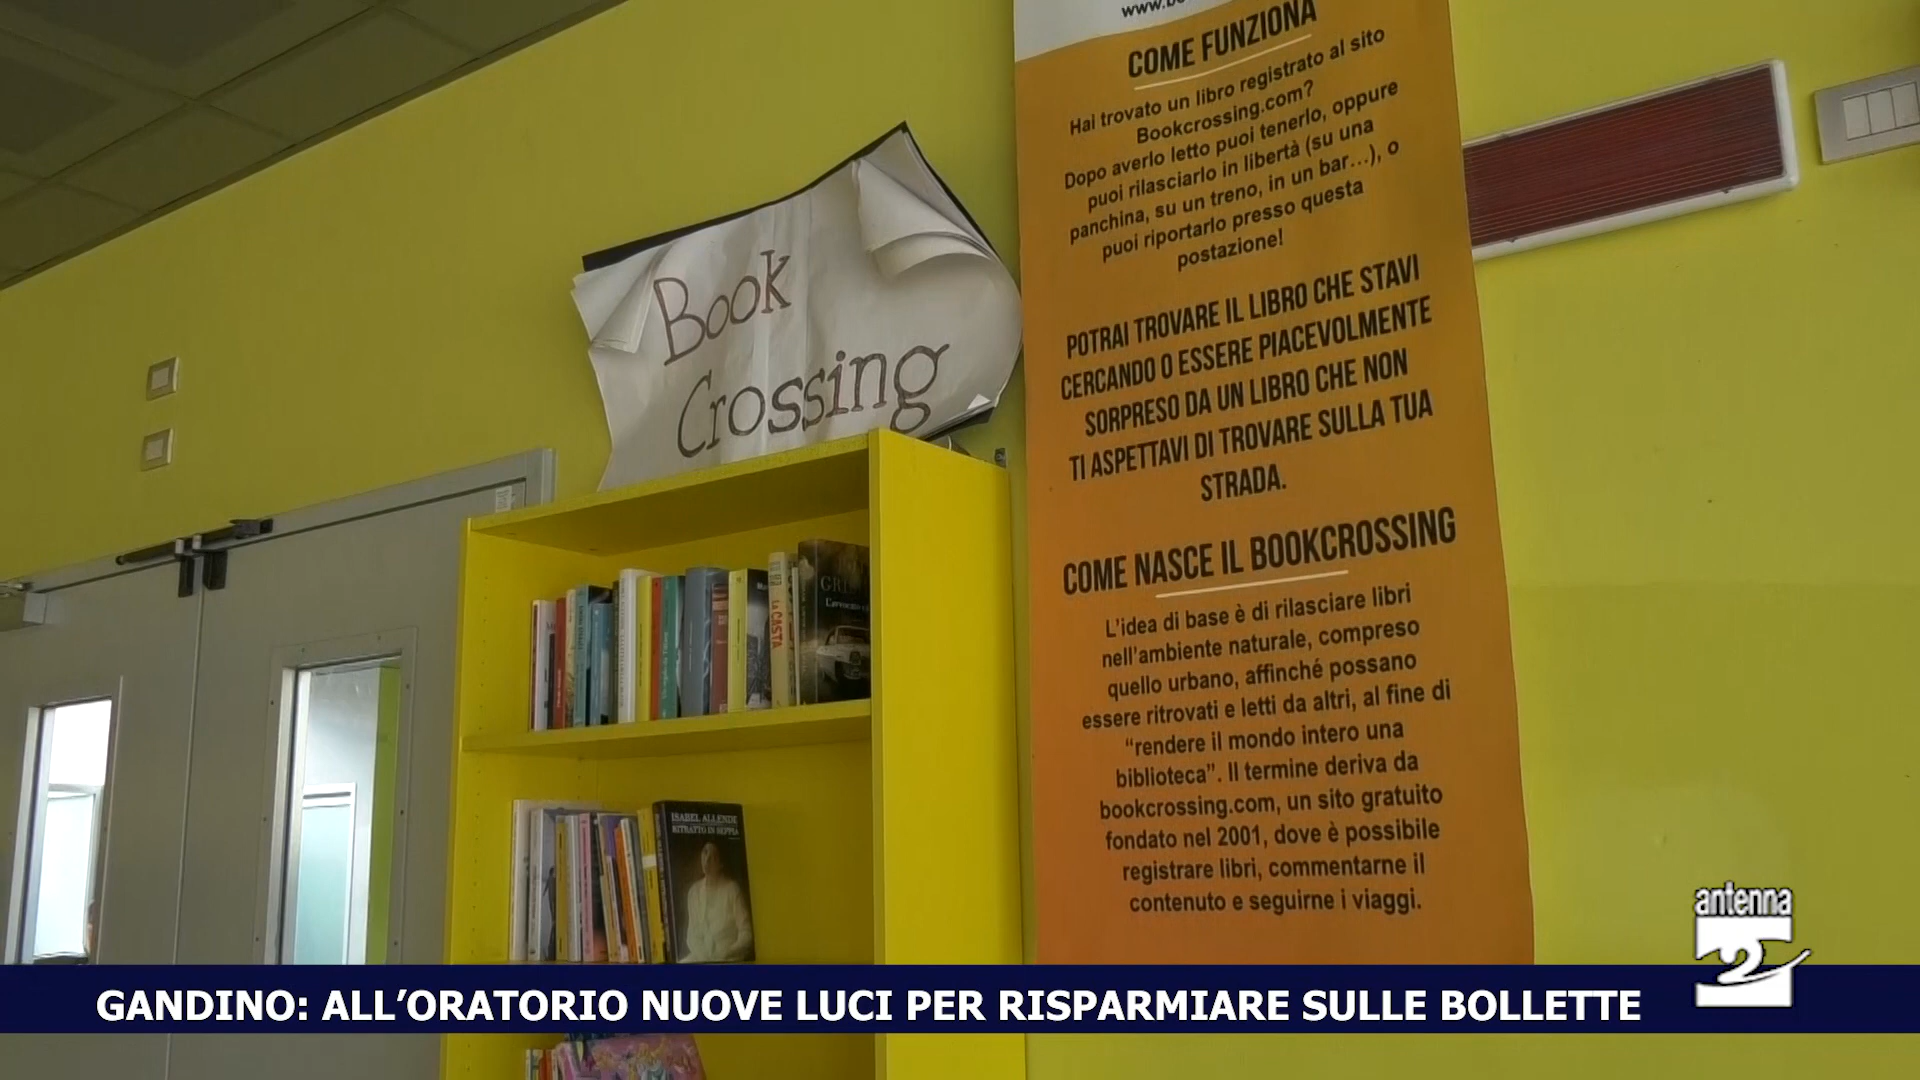 COME FUNZIONA
Hai trovato un libro registrato al sito
Bookcrossing.com?
Dopo averlo letto puoi tenerlo, oppure
puoi rilasciarlo in libertà (su una
panchina, su un treno, in un bar...), o
puoi riportarlo presso questa
postazione!
POTRAI TROVARE IL LIBRO CHE STAVI
CERCANDO O ESSERE PIACEVOLMENTE
SORPRESO DA UN LIBRO CHE NON
TI ASPETTAVI DI TROVARE SULLA TUA
STRADA.
COME NASCE IL BOOKCROSSING
L'idea di base è di rilasciare libri
nell'ambiente naturale, compreso
quello urbano, affinché possano
essere ritrovati e letti da altri, al fine di
“rendere il mondo intero una
biblioteca”. Il termine deriva da
bookcrossing.com, un sito gratuito
fondato nel 2001, dove è possibile
registrare libri, commentarne il
contenuto e seguirne i viaggi.
Book
Crossing
LA CASTA
ISABEL ALLENDE
RITRATTO IN SEPPIA
antenna
2
GANDINO: ALL’ORATORIO NUOVE LUCI PER RISPARMIARE SULLE BOLLETTE